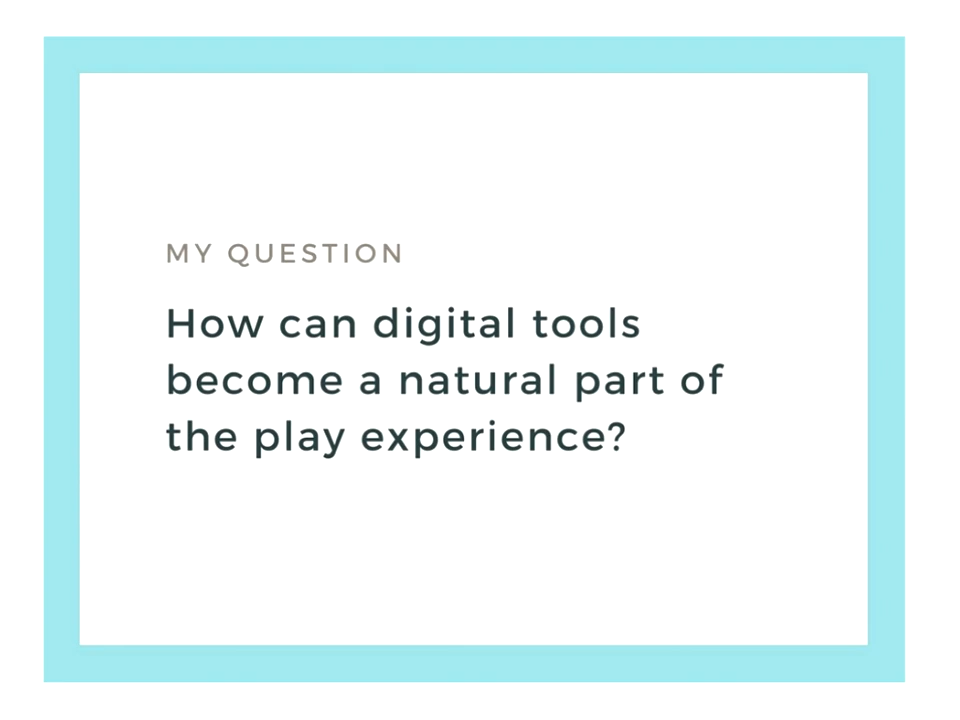 MY QUESTION
How can digital tools
become a natural part of
the play experience?